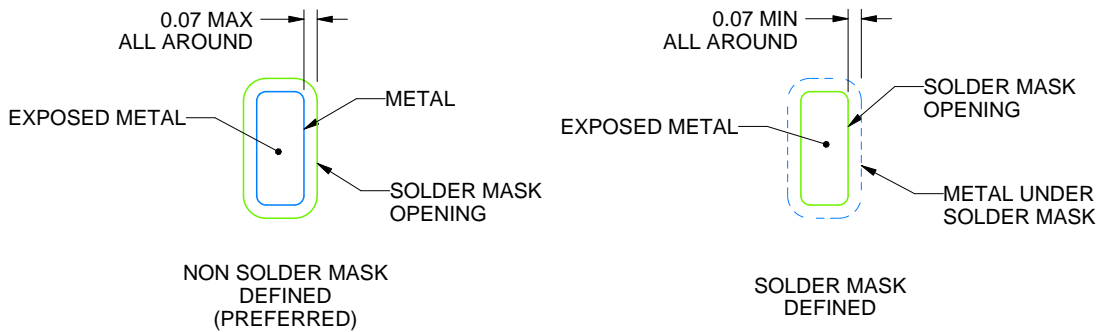 0.07 MAX
ALL AROUND
EXPOSED METAL
METAL
SOLDER MASK
OPENING
NON SOLDER MASK
DEFINED
(PREFERRED)
0.07 MIN
ALL AROUND
EXPOSED METAL
SOLDER MASK
OPENING
METAL UNDER
SOLDER MASK
SOLDER MASK
DEFINED